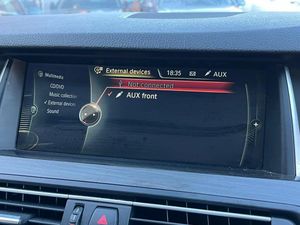 External devices 18:35 AUX
Multimedia
CD/DVD
Music collection
External devices
Sound
Not connected
AUX front